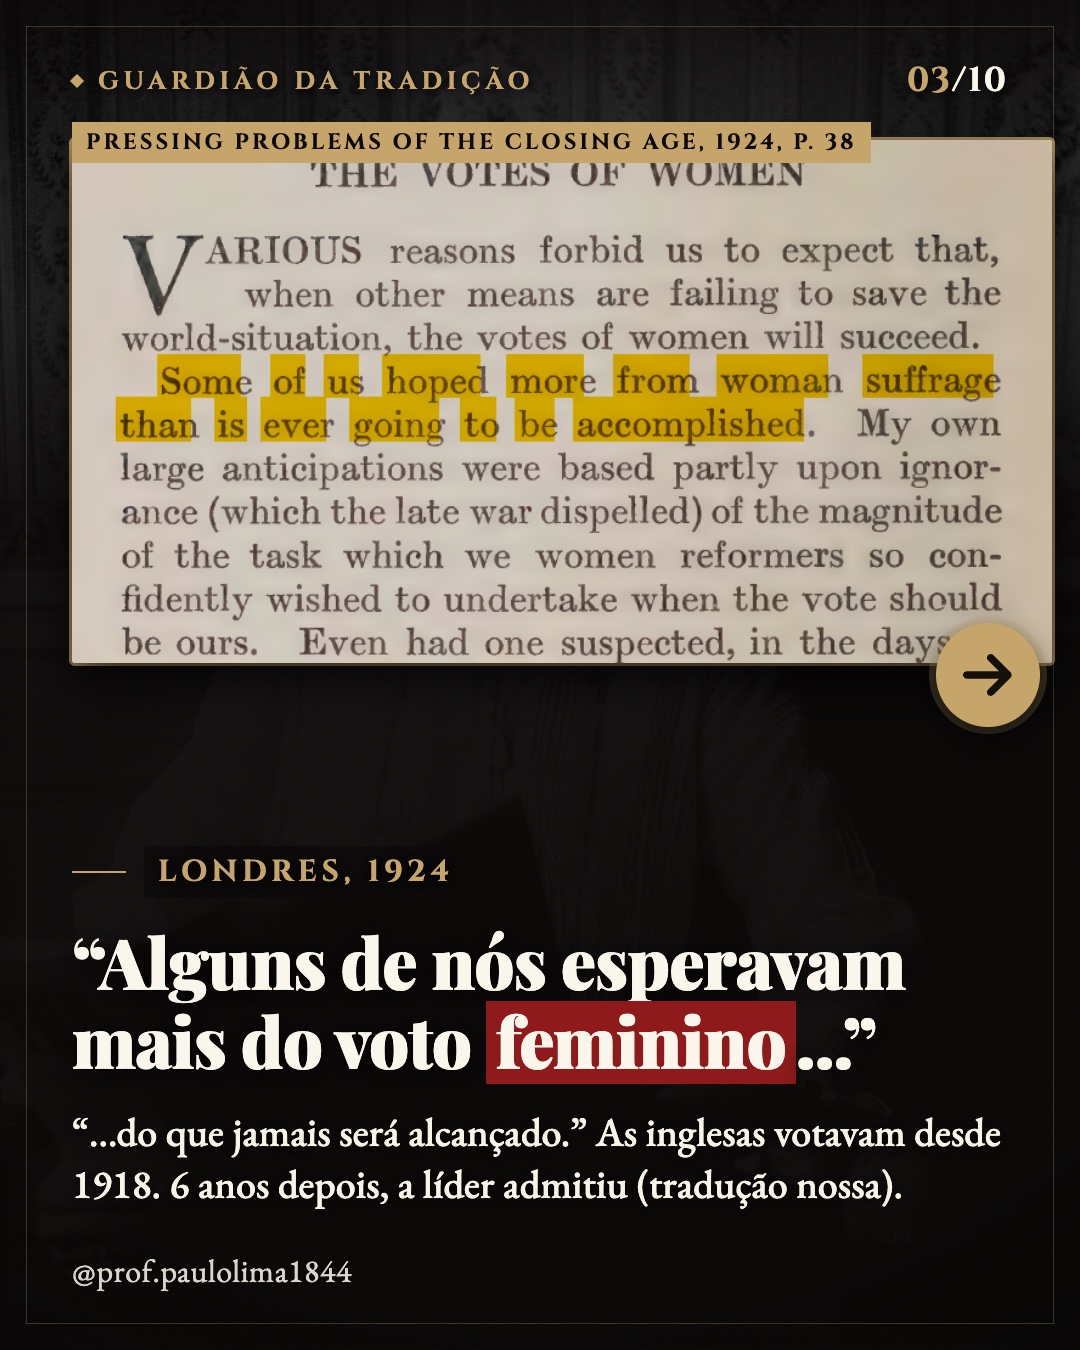 ◆ GUARDIÃO DA TRADIÇÃO
03/10
PRESSING PROBLEMS OF THE CLOSING AGE, 1924, P. 38
THE VOTES OF WOMEN
VARIOUS reasons forbid us to expect that,
when other means are failing to save the
world-situation, the votes of women will succeed.
Some of us hoped more from woman suffrage
than is ever going to be accomplished. My own
large anticipations were based partly upon ignor-
ance (which the late war dispelled) of the magnitude
of the task which we women reformers so con-
fidently wished to undertake when the vote should
be ours. Even had one suspected, in the days
LONDRES, 1924
“Alguns de nós esperavam
mais do voto feminino...”
“...do que jamais será alcançado.” As inglesas votavam desde
1918. 6 anos depois, a líder admitiu (tradução nossa).
@prof.paulolima1844